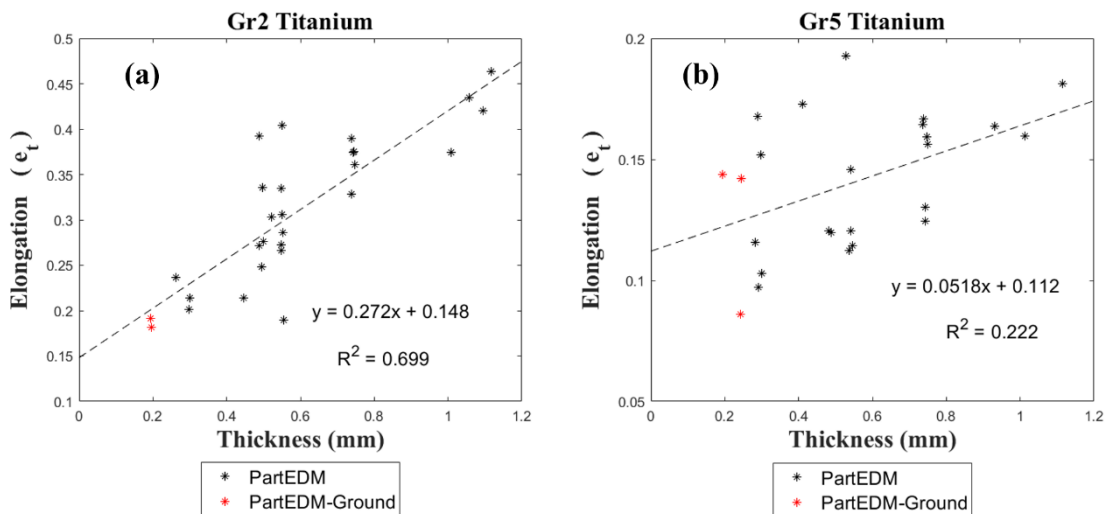 Gr2 Titanium
(a)
Elongation ( e_t )
0.5
0.45
0.4
0.35
0.3
0.25
0.2
0.15
0.1
y = 0.272x + 0.148
R^2 = 0.699
0
0.2
0.4
0.6
0.8
1
1.2
Thickness (mm)
PartEDM
PartEDM-Ground
Gr5 Titanium
(b)
Elongation ( e_t )
0.2
0.15
0.1
0.05
y = 0.0518x + 0.112
R^2 = 0.222
0
0.2
0.4
0.6
0.8
1
1.2
Thickness (mm)
PartEDM
PartEDM-Ground